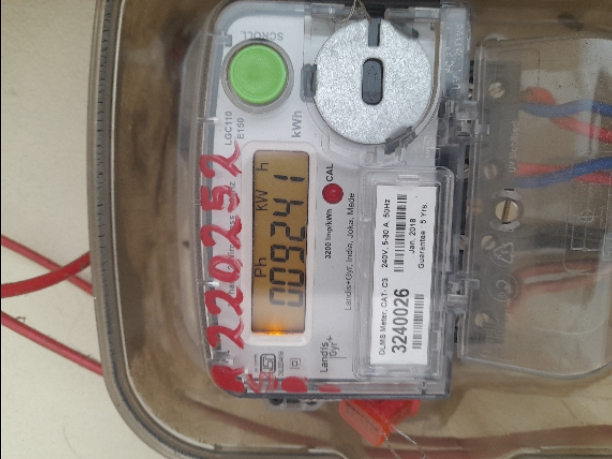 SCROLL
LGC110
E150
kWh
220252
Ph KW h
009241
3200 Imp/kWh
CAL
Landis+Gyr, India, Joka, Made
Landis
Gyr+
DLMS Meter, CAT: C3 240V, 5-30 A, 50Hz
3240026
Jan. 2018
Guarantee 5 Yrs.